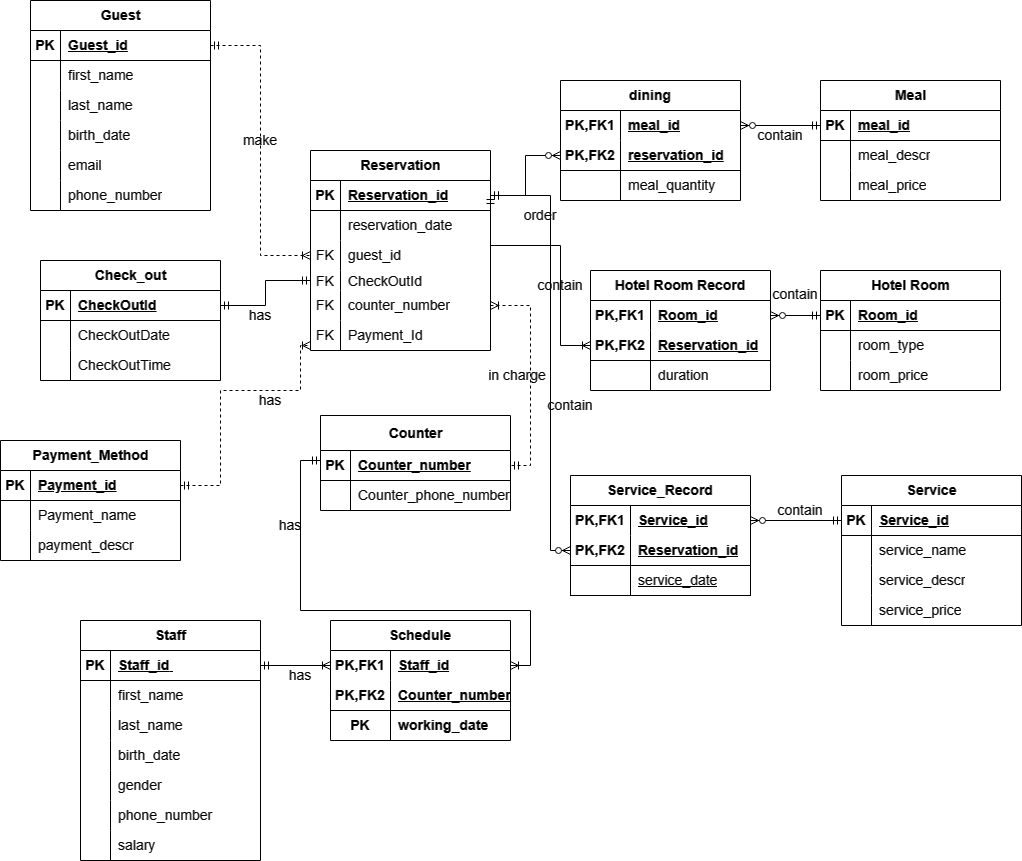 Guest
PK Guest_id
first_name
last_name
birth_date
email
phone_number
make
Reservation
PK Reservation_id
reservation_date
FK guest_id
FK CheckOutId
FK counter_number
FK Payment_Id
dining
PK,FK1 meal_id
PK,FK2 reservation_id
meal_quantity
contain
Meal
PK meal_id
meal_descr
meal_price
order
Check_out
PK CheckOutId
CheckOutDate
CheckOutTime
has
contain
Hotel Room Record
PK,FK1 Room_id
PK,FK2 Reservation_id
duration
contain
Hotel Room
PK Room_id
room_type
room_price
has
in charge
contain
Payment_Method
PK Payment_id
Payment_name
payment_descr
Counter
PK Counter_number
Counter_phone_number
has
Service_Record
PK,FK1 Service_id
PK,FK2 Reservation_id
service_date
contain
Service
PK Service_id
service_name
service_descr
service_price
Staff
PK Staff_id
first_name
last_name
birth_date
gender
phone_number
salary
has
Schedule
PK,FK1 Staff_id
PK,FK2 Counter_number
PK working_date